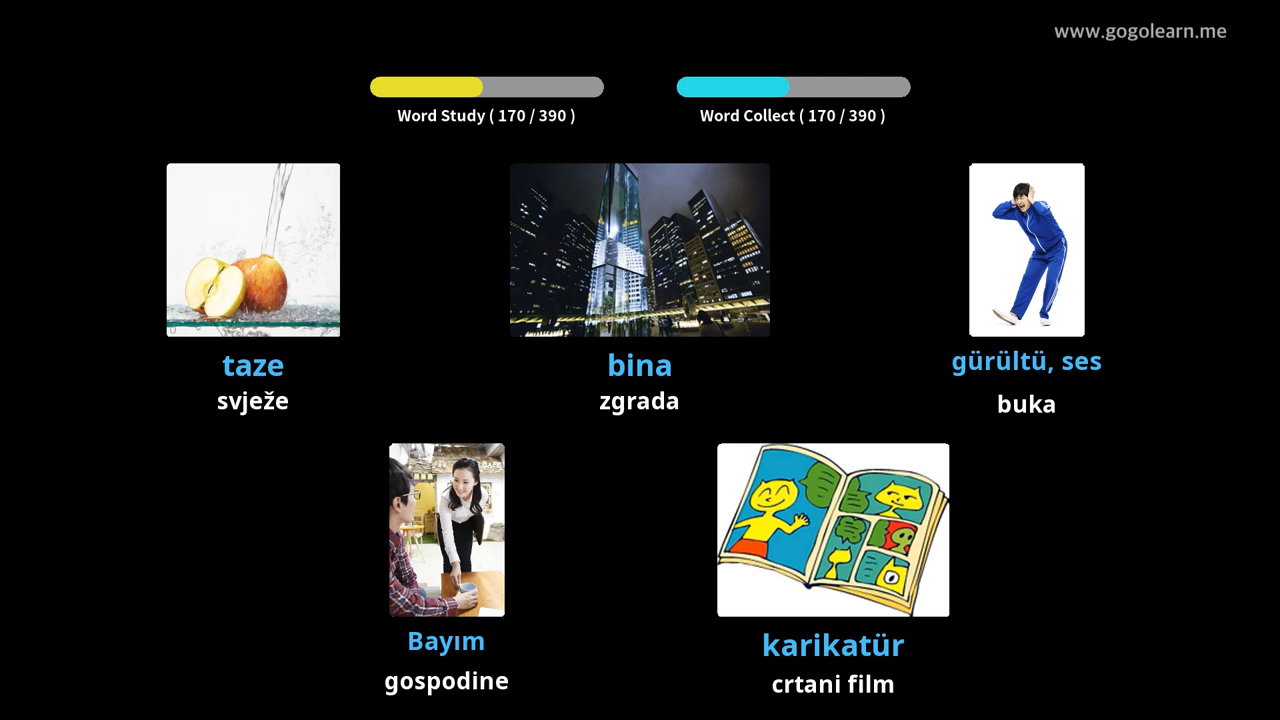 www.gogolearn.me
Word Study ( 170 / 390 )
Word Collect ( 170 / 390 )
taze
svježe
bina
zgrada
gürültü, ses
buka
Bayım
gospodine
karikatür
crtani film